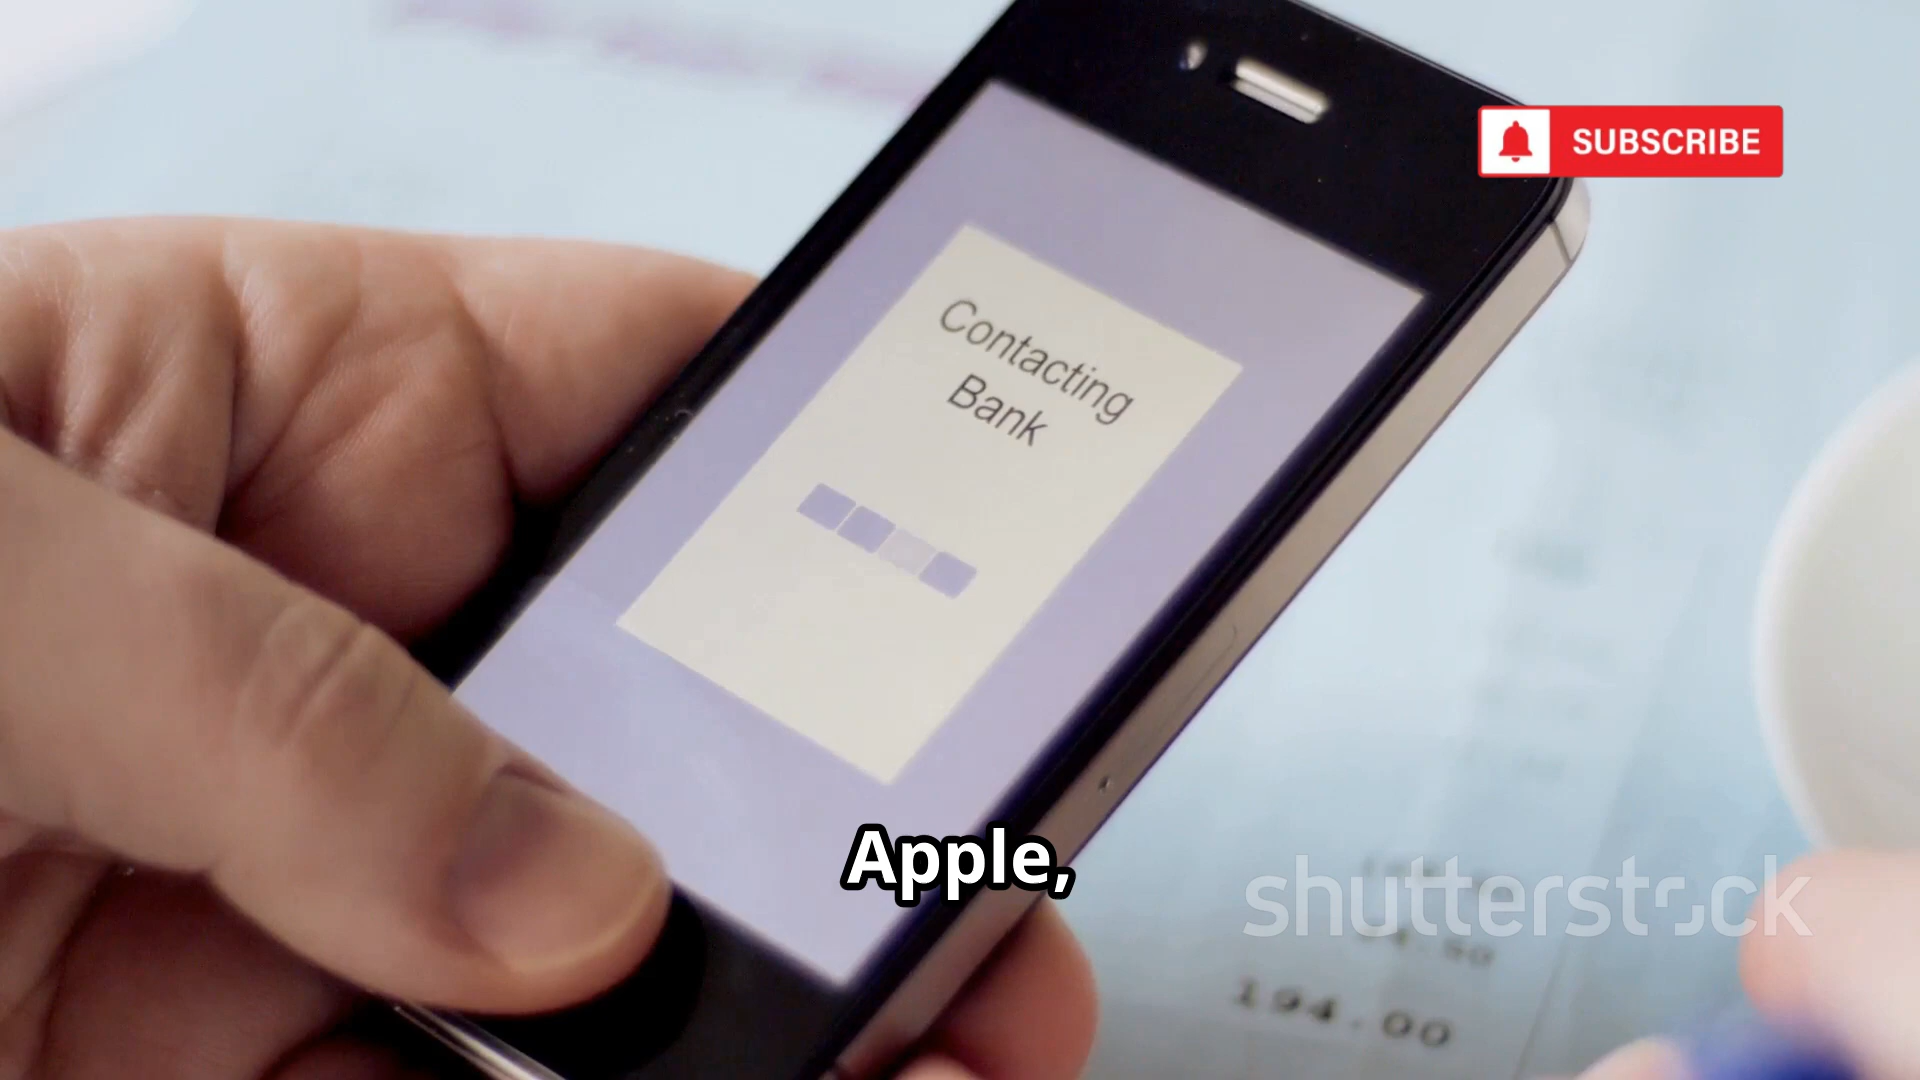 SUBSCRIBE
Contacting
Bank
Apple,
shutterstock
194.00